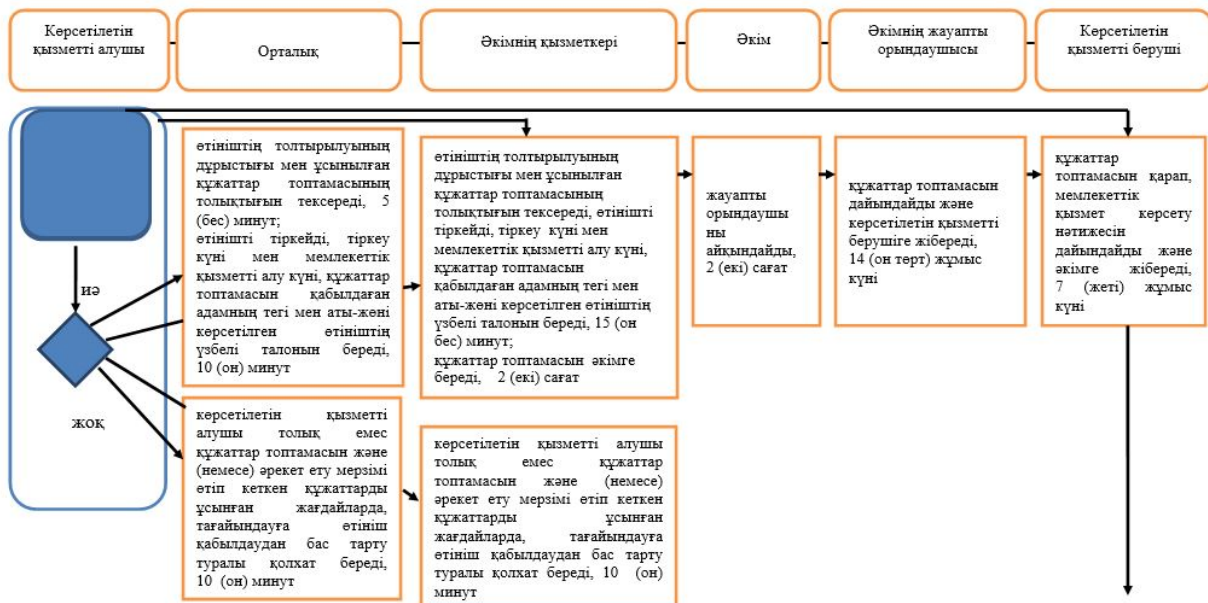 Көрсетілетін
қызметті алушы
Орталық
Әкімнің қызметкері
Әкім
Әкімнің жауапты
орындаушысы
Көрсетілетін
қызметті беруші
иә
жоқ
өтініштің толтырылуының
дұрыстығы мен ұсынылған
құжаттар топтамасының
толықтығын тексереді, 5
(бес) минут;
өтінішті тіркейді, тіркеу
күні мен мемлекеттік
қызметті алу күні, құжаттар
топтамасын қабылдаған
адамның тегі мен аты-жөні
көрсетілген өтініштің
үзбелі талонын береді,
10 (он) минут
өтініштің толтырылуының
дұрыстығы мен ұсынылған
құжаттар топтамасының
толықтығын тексереді, өтінішті
тіркейді, тіркеу күні мен
мемлекеттік қызметті алу күні,
құжаттар топтамасын
қабылдаған адамның тегі мен
аты-жөні көрсетілген өтініштің
үзбелі талонын береді, 15 (он
бес) минут;
құжаттар топтамасын әкімге
береді, 2 (екі) сағат
жауапты
орындаушы
ны
айқындайды,
2 (екі) сағат
құжаттар топтамасын
дайындайды және
көрсетілетін қызметті
берушіге жібереді,
14 (он төрт) жұмыс
күні
құжаттар
топтамасын қарап,
мемлекеттік
қызмет көрсету
нәтижесін
дайындайды және
әкімге жібереді,
7 (жеті) жұмыс
күні
көрсетілетін қызметті
алушы толық емес
құжаттар топтамасын және
(немесе) әрекет ету мерзімі
өтіп кеткен құжаттарды
ұсынған жағдайларда,
тағайындауға өтініш
қабылдаудан бас тарту
туралы қолхат береді,
10 (он) минут
көрсетілетін қызметті алушы
толық емес құжаттар
топтамасын және (немесе)
әрекет ету мерзімі өтіп кеткен
құжаттарды ұсынған
жағдайларда, тағайындауға
өтініш қабылдаудан бас тарту
туралы қолхат береді, 10 (он)
минут